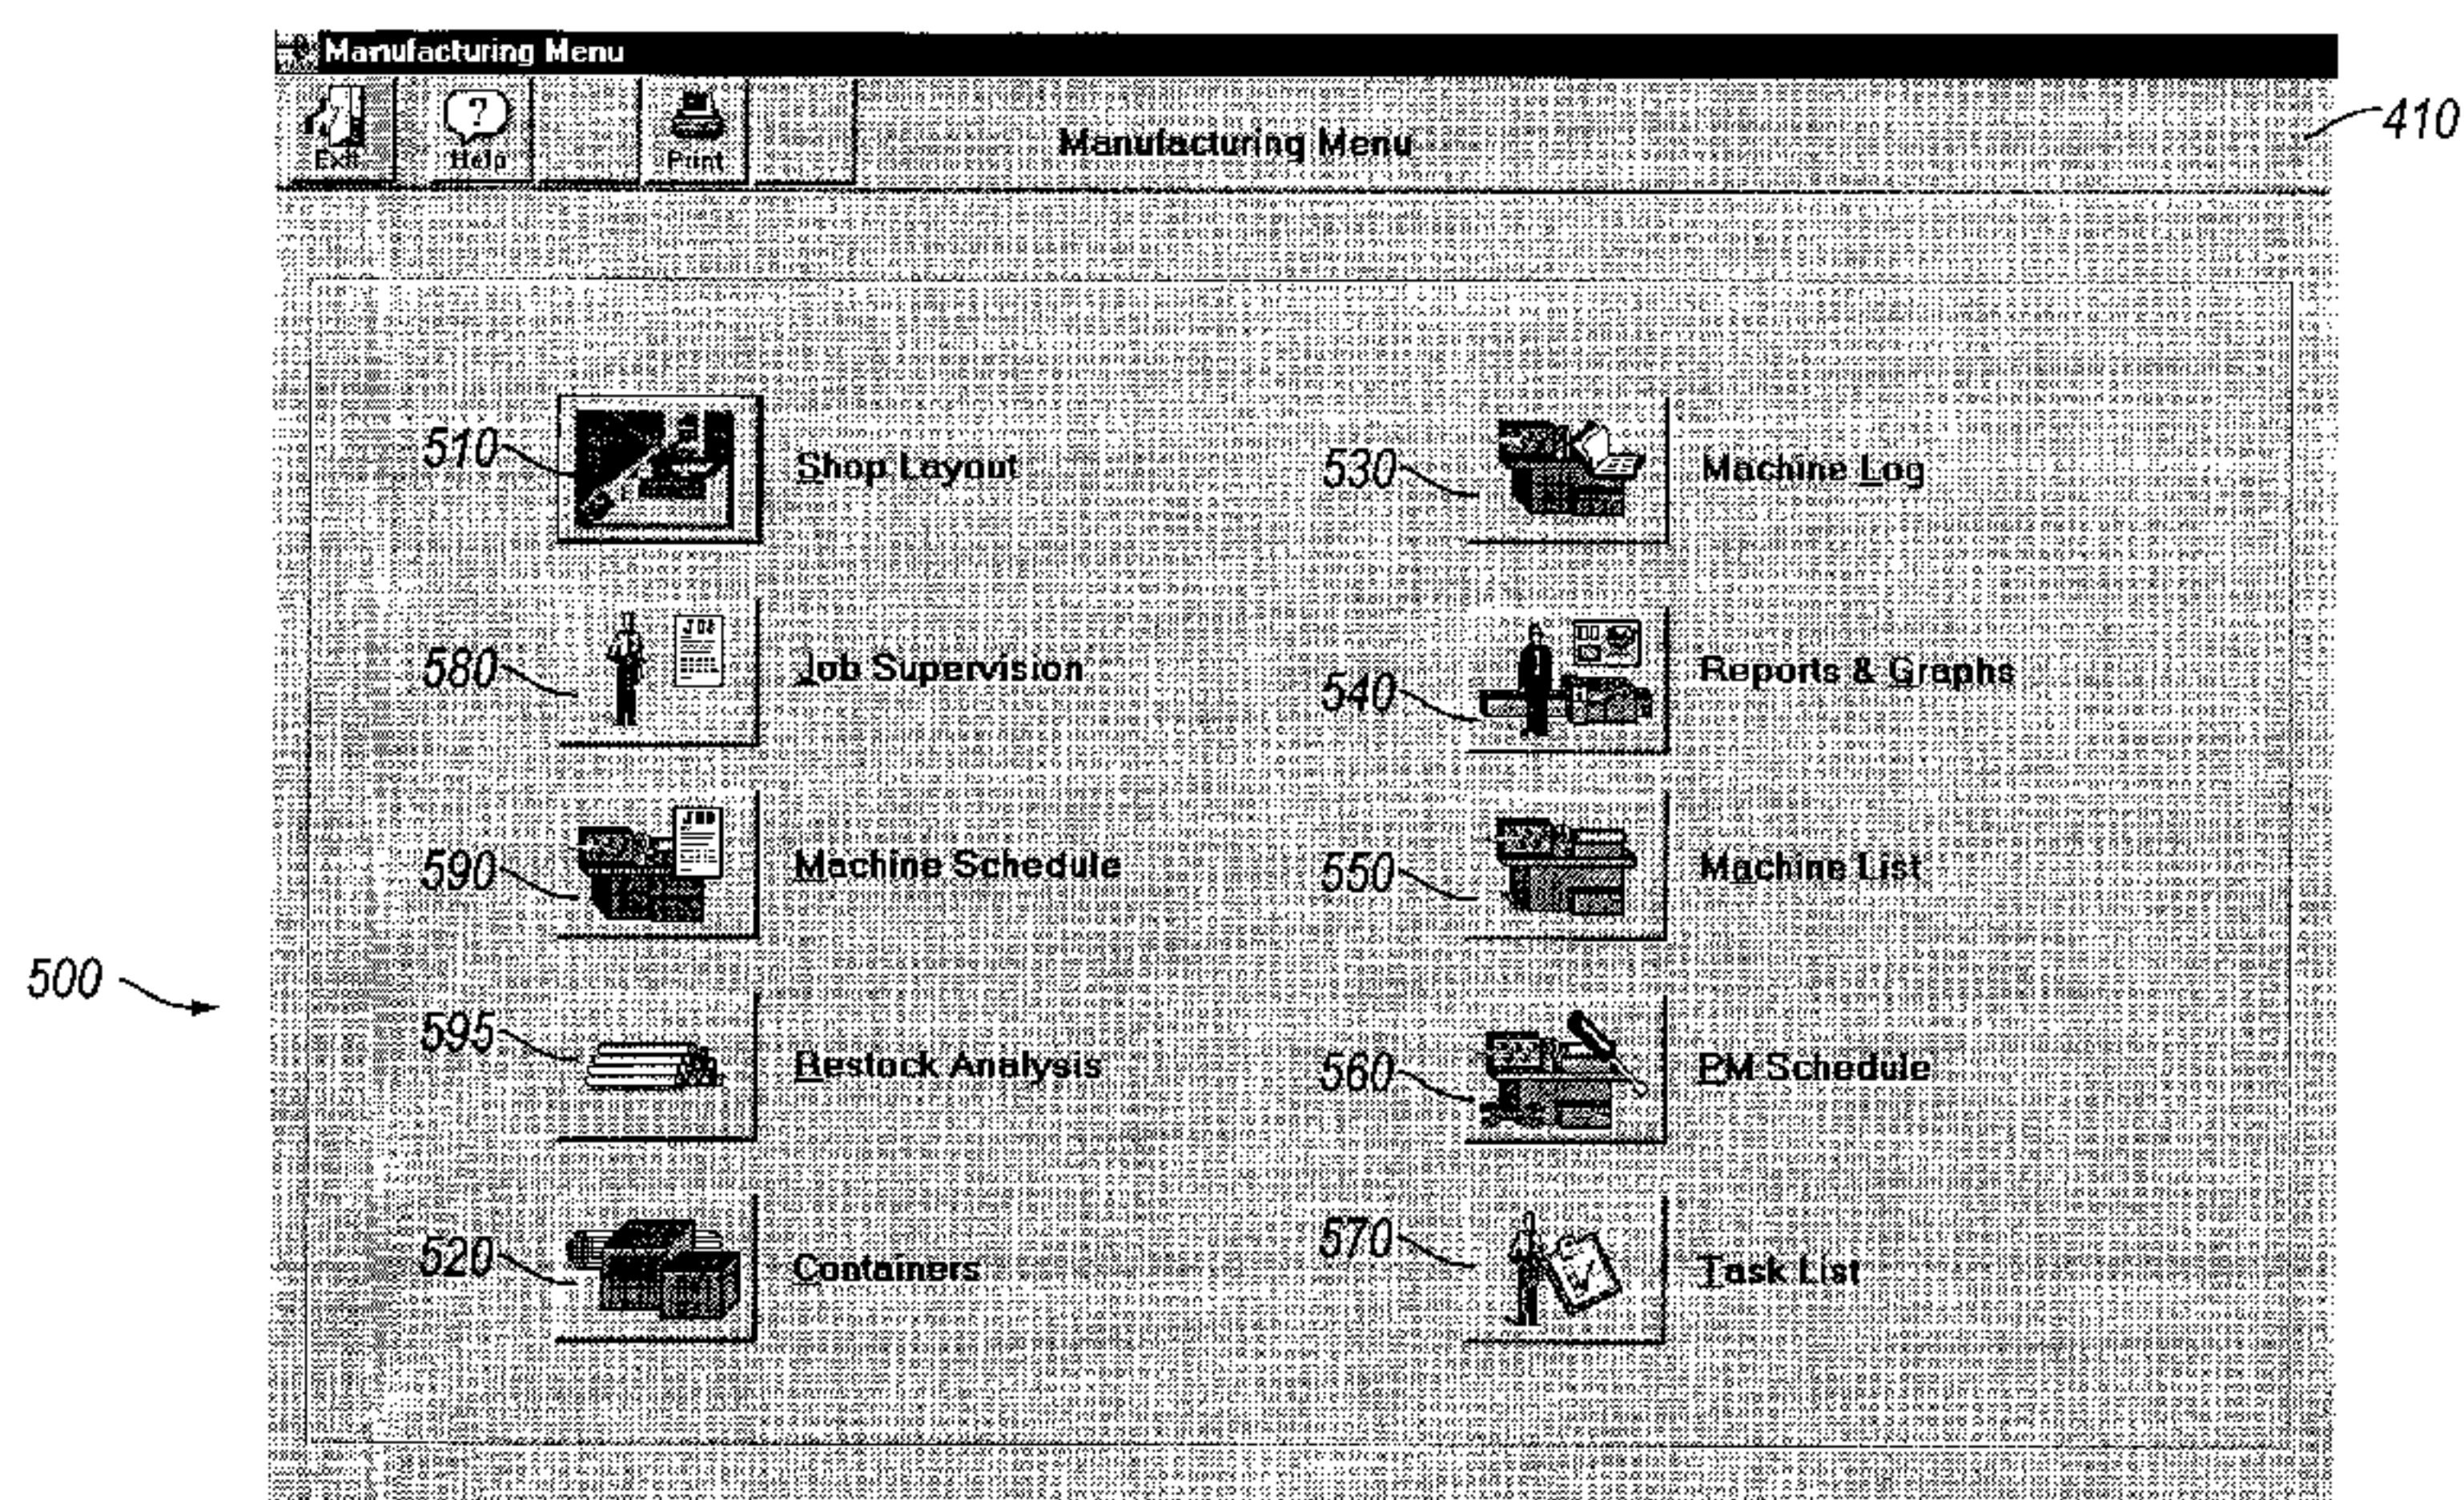 Manufacturing Menu
Exit
?
Help
Print
Manufacturing Menu
410
510
Shop Layout
530
Machine Log
580
JOB
Job Supervision
540
Reports & Graphs
590
JOB
Machine Schedule
550
Machine List
500
595
Restock Analysis
560
PM Schedule
520
Containers
570
Task List